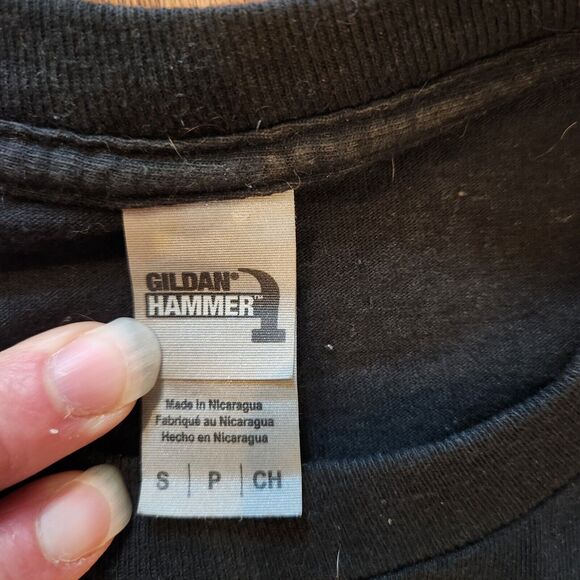 GILDAN®
HAMMER™
Made in Nicaragua
Fabriqué au Nicaragua
Hecho en Nicaragua
S | P | CH